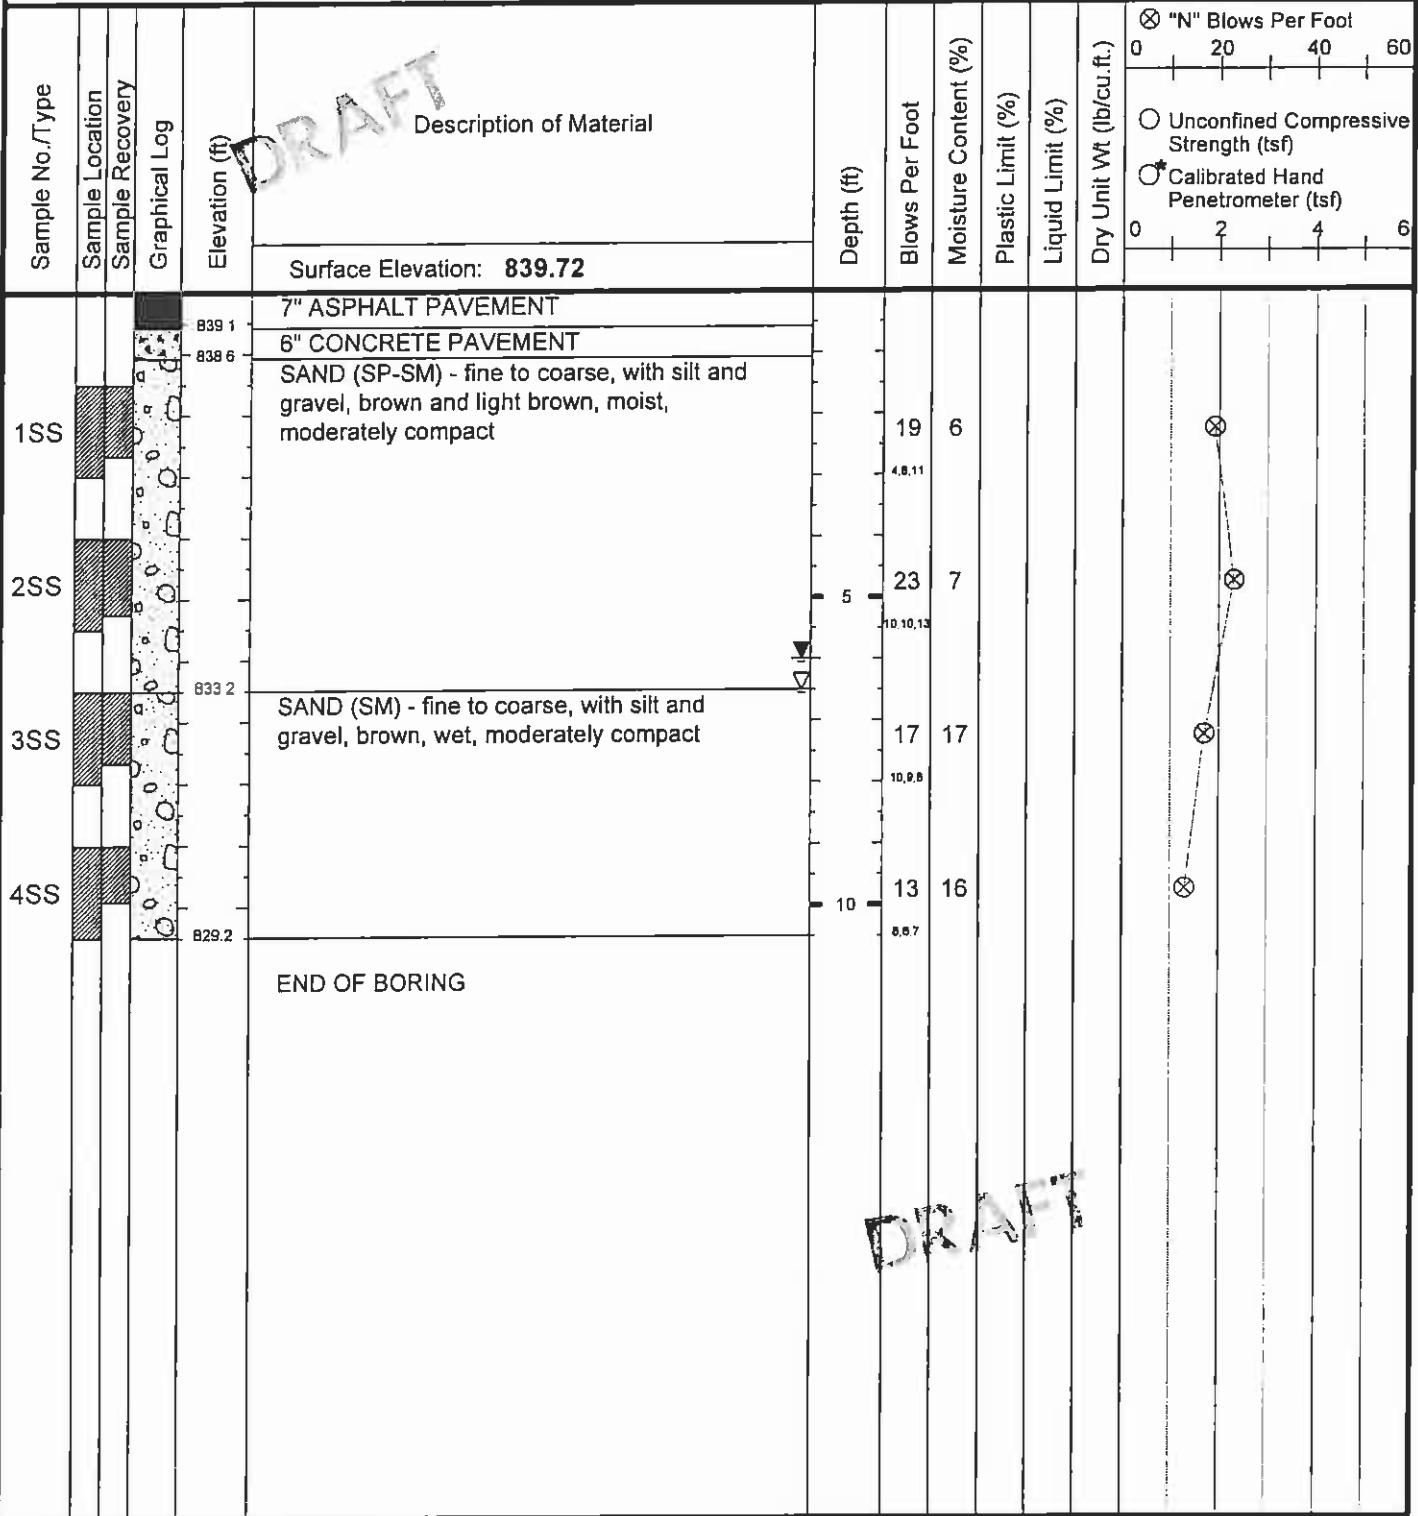 DRAFT
Sample No./Type
Sample Location
Sample Recovery
Graphical Log
Elevation (ft)
Description of Material
Surface Elevation: 839.72
Depth (ft)
Blows Per Foot
Moisture Content (%)
Plastic Limit (%)
Liquid Limit (%)
Dry Unit Wt (lb/cu.ft.)
⊗ "N" Blows Per Foot
0 20 40 60
○ Unconfined Compressive
Strength (tsf)
○* Calibrated Hand
Penetrometer (tsf)
0 2 4 6
7" ASPHALT PAVEMENT
839 1
6" CONCRETE PAVEMENT
838 6
SAND (SP-SM) - fine to coarse, with silt and
gravel, brown and light brown, moist,
moderately compact
1SS 19 6
4,8,11
2SS 23 7
5
10,10,13
833 2
SAND (SM) - fine to coarse, with silt and
gravel, brown, wet, moderately compact
3SS 17 17
10,9,8
4SS 13 16
10
829.2
END OF BORING
DRAFT